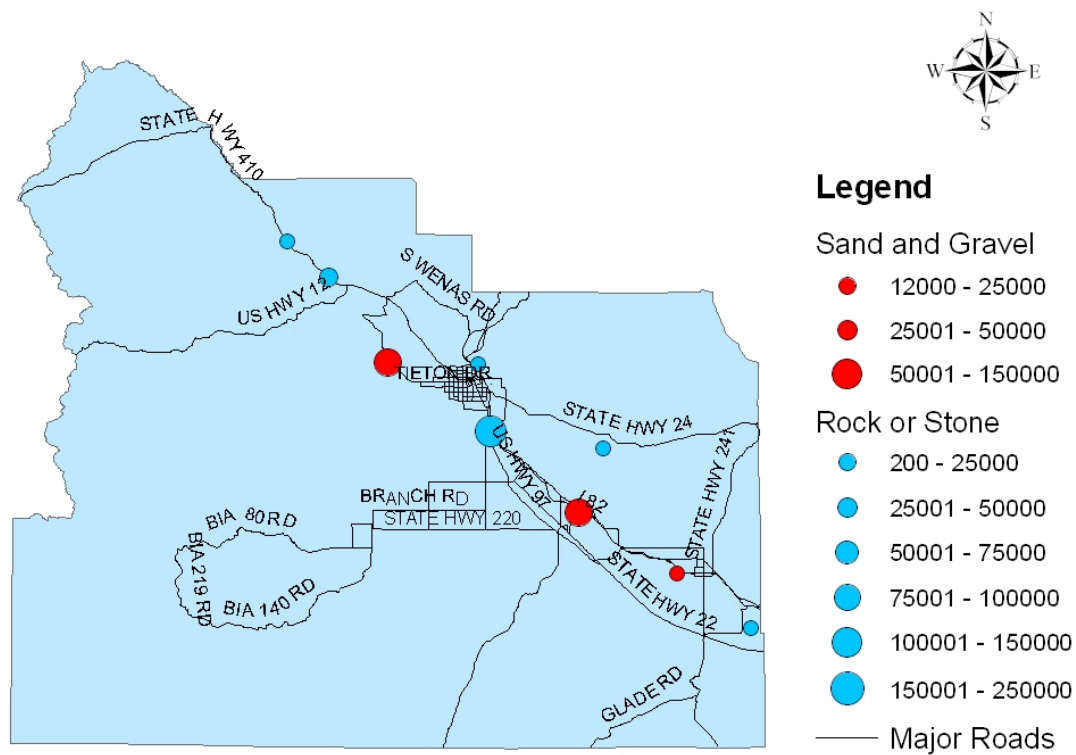 N
W E
S
STATE H WY 410
S WENAS RD
US HWY 12
TIETON DR
STATE HWY 24
US HWY 97
I 82
STATE HWY 241
BRANCH RD
STATE HWY 220
BIA 80 RD
BIA 219 RD
BIA 140 RD
STATE HWY 22
GLADE RD
Legend
Sand and Gravel
12000 - 25000
25001 - 50000
50001 - 150000
Rock or Stone
200 - 25000
25001 - 50000
50001 - 75000
75001 - 100000
100001 - 150000
150001 - 250000
Major Roads